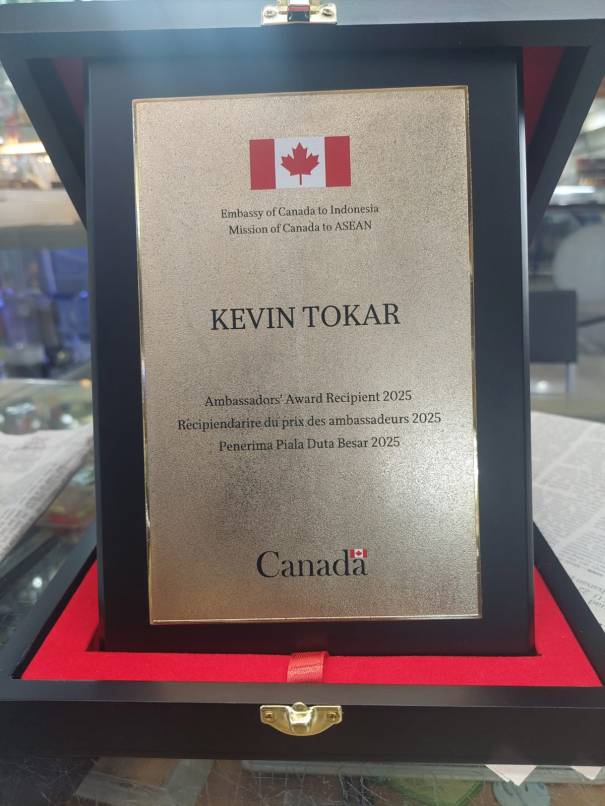 Embassy of Canada to Indonesia
Mission of Canada to ASEAN
KEVIN TOKAR
Ambassadors' Award Recipient 2025
Récipiendarire du prix des ambassadeurs 2025
Penerima Piala Duta Besar 2025
Canada